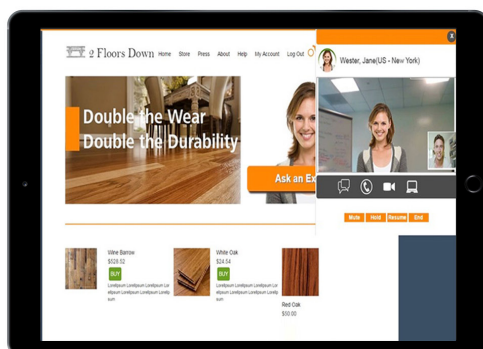 2 Floors Down
Home Store Press About Help My Account Log Out
X
Wester, Jane(US - New York)
Double the Wear
Double the Durability
Ask an Ex
Mute Hold Resume End
Wine Barrow
$528.52
BUY
White Oak
$24.54
BUY
Red Oak
$50.00